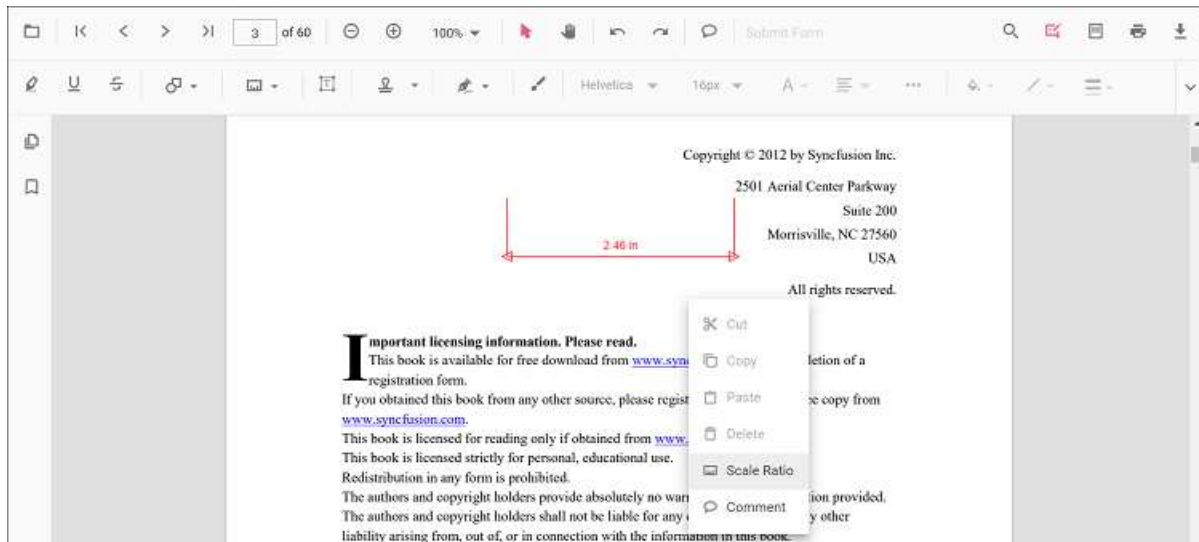 3 of 60 100% Submit Form
Helvetica 16px A
Copyright © 2012 by Syncfusion Inc.
2501 Aerial Center Parkway
Suite 200
Morrisville, NC 27560
USA
2.46 in
All rights reserved.
Important licensing information. Please read.
This book is available for free download from www.syn letion of a
registration form.
If you obtained this book from any other source, please regist e copy from
www.syncfusion.com.
This book is licensed for reading only if obtained from www.
This book is licensed strictly for personal, educational use.
Redistribution in any form is prohibited.
The authors and copyright holders provide absolutely no warr tion provided.
The authors and copyright holders shall not be liable for any y other
liability arising from, out of, or in connection with the information in this book.
Cut
Copy
Paste
Delete
Scale Ratio
Comment